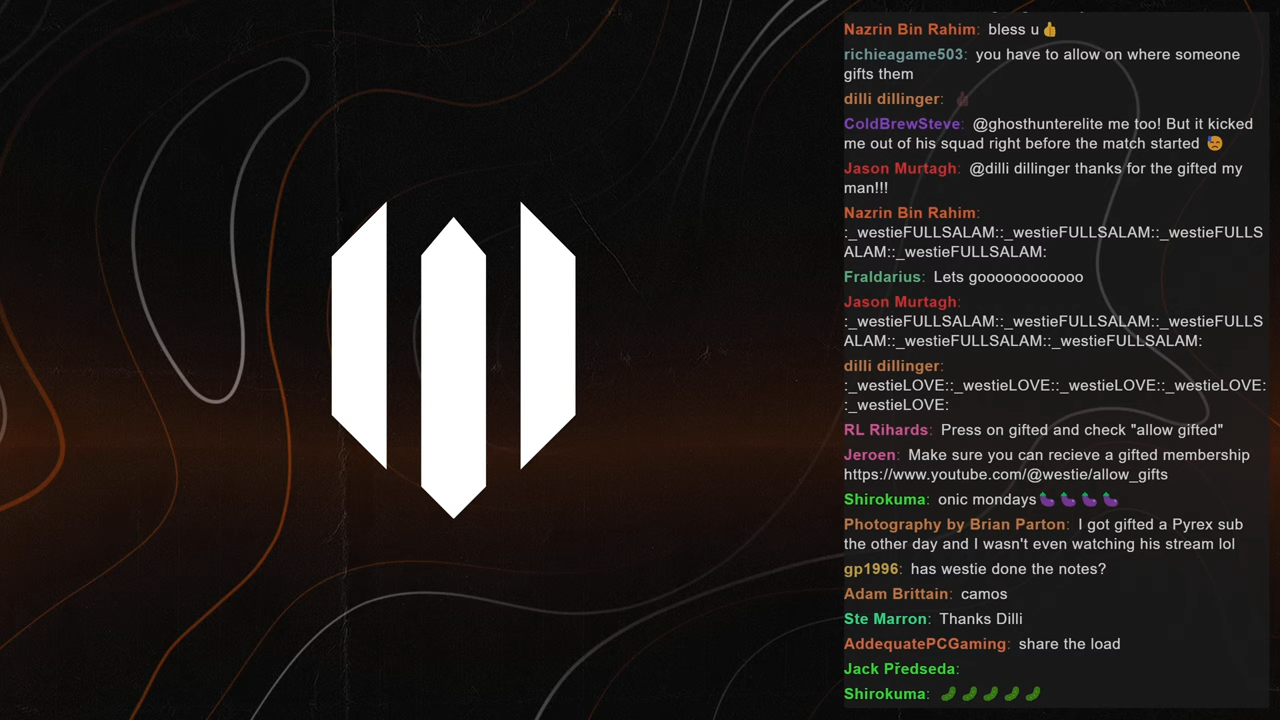 Nazrin Bin Rahim: bless u👍
richieagame503: you have to allow on where someone
gifts them
dilli dillinger:
ColdBrewSteve: @ghosthunterelite me too! But it kicked
me out of his squad right before the match started 😓
Jason Murtagh: @dilli dillinger thanks for the gifted my
man!!!
Nazrin Bin Rahim:
:_westieFULLSALAM::_westieFULLSALAM::_westieFULLS
ALAM::_westieFULLSALAM:
Fraldarius: Lets goooooooooooo
Jason Murtagh:
:_westieFULLSALAM::_westieFULLSALAM::_westieFULLS
ALAM::_westieFULLSALAM::_westieFULLSALAM:
dilli dillinger:
:_westieLOVE::_westieLOVE::_westieLOVE::_westieLOVE:
:_westieLOVE:
RL Rihards: Press on gifted and check "allow gifted"
Jeroen: Make sure you can recieve a gifted membership
https://www.youtube.com/@westie/allow_gifts
Shirokuma: onic mondays🍆🍆🍆🍆
Photography by Brian Parton: I got gifted a Pyrex sub
the other day and I wasn't even watching his stream lol
gp1996: has westie done the notes?
Adam Brittain: camos
Ste Marron: Thanks Dilli
AddequatePCGaming: share the load
Jack Předseda:
Shirokuma: 🥒🥒🥒🥒🥒